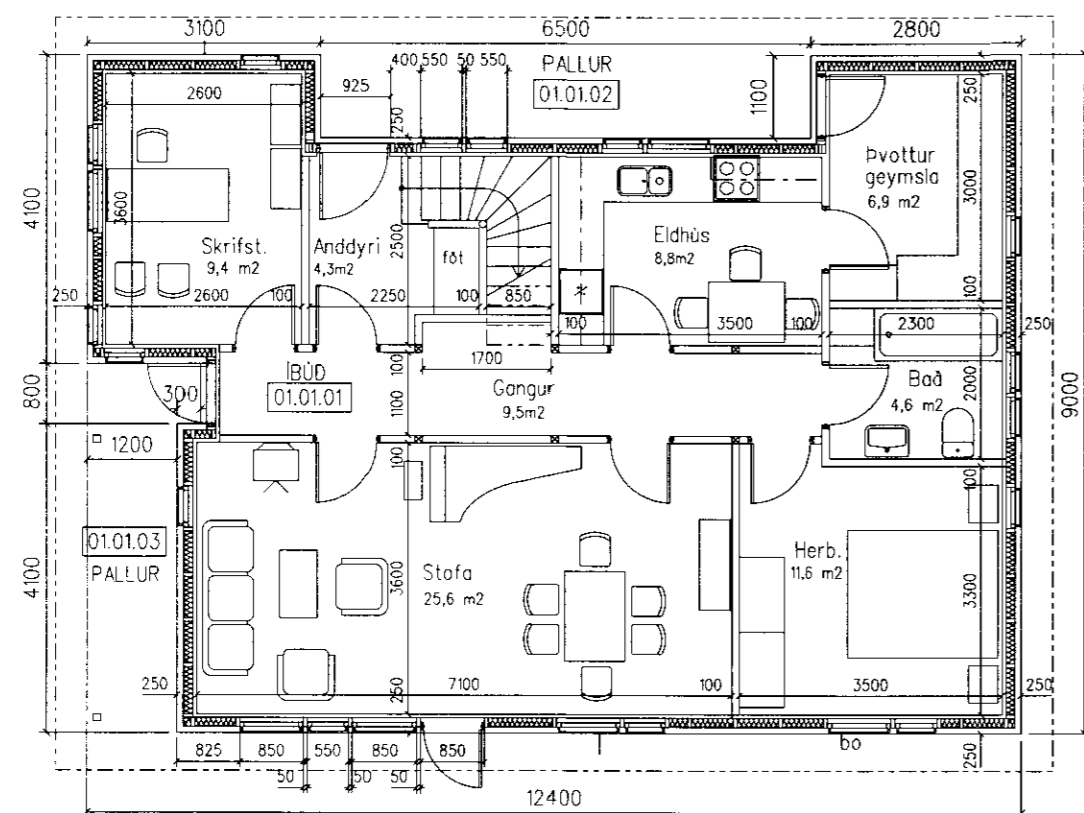 3100
6500
2800
400 550 50 550
PALLUR
01.01.02
925
250
1100
250
2600
4100
3600
Skrifst.
9,4 m2
Anddyri
4,3m2
2500
föt
Eldhús
8,8m2
Þvottur
geymsla
6,9 m2
3000
250
2600
100
2250
100
850
100
3500
100
100
2300
250
800
300
ÍBÚÐ
01.01.01
100
1100
1700
Gangur
9,5m2
Bað
4,6 m2
2000
9000
1200
100
100
01.01.03
PALLUR
4100
3600
Stofa
25,6 m2
Herb.
11,6 m2
3300
250
250
7100
100
3500
250
825
850
550
850
850
bo
250
50
50
50
12400